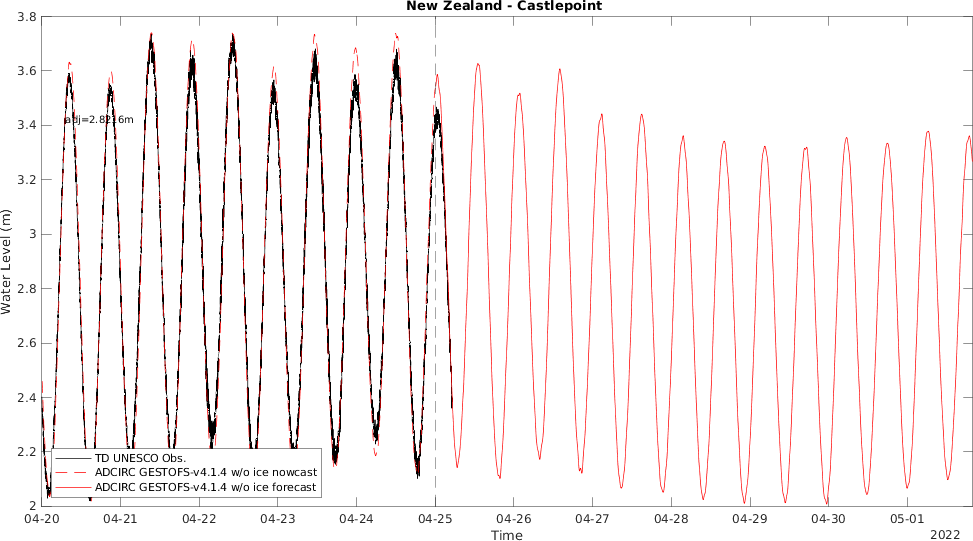 New Zealand - Castlepoint
Water Level (m)
3.8
3.6
3.4
3.2
3
2.8
2.6
2.4
2.2
2
adj=2.8216m
TD UNESCO Obs.
ADCIRC GESTOFS-v4.1.4 w/o ice nowcast
ADCIRC GESTOFS-v4.1.4 w/o ice forecast
04-20 04-21 04-22 04-23 04-24 04-25 04-26 04-27 04-28 04-29 04-30 05-01
Time
2022